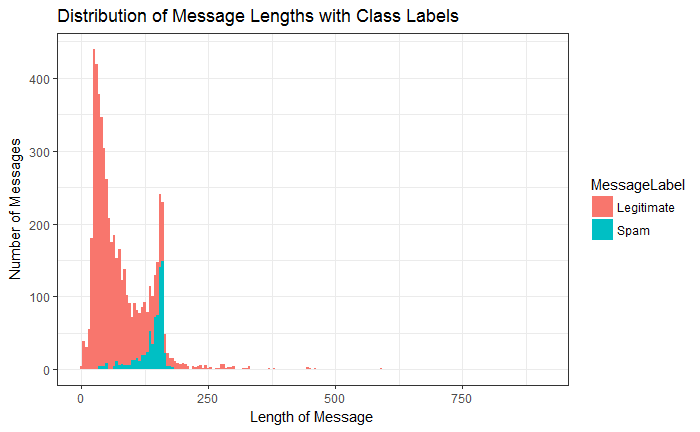 Distribution of Message Lengths with Class Labels
400
300
200
100
0
Number of Messages
0 250 500 750
Length of Message
MessageLabel
Legitimate
Spam